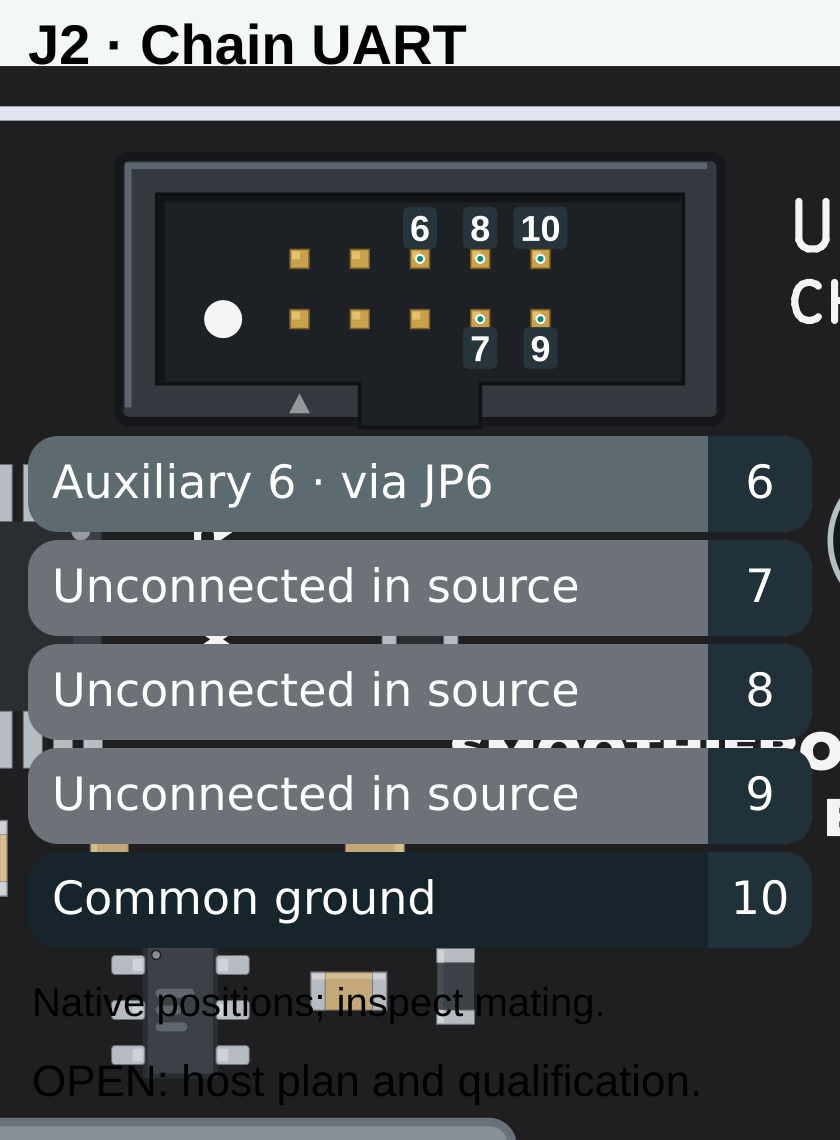 J2 · Chain UART
6 8 10
7 9
Auxiliary 6 · via JP6 6
Unconnected in source 7
Unconnected in source 8
Unconnected in source 9
Common ground 10
Native positions; inspect mating.
OPEN: host plan and qualification.